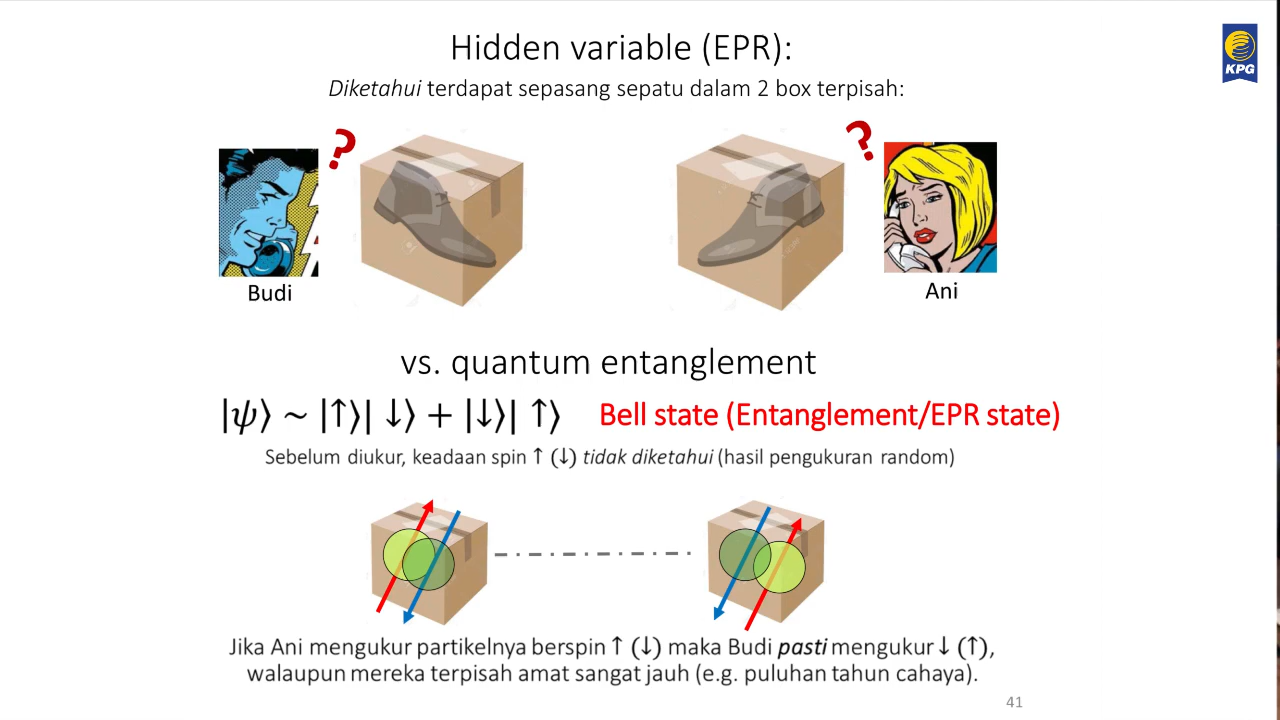 Hidden variable (EPR):
KPG
Diketahui terdapat sepasang sepatu dalam 2 box terpisah:
? ?
Budi
Ani
vs. quantum entanglement
|ψ⟩ ~ |↑⟩| ↓⟩ + |↓⟩| ↑⟩ Bell state (Entanglement/EPR state)
Sebelum diukur, keadaan spin ↑ (↓) tidak diketahui (hasil pengukuran random)
Jika Ani mengukur partikelnya berspin ↑ (↓) maka Budi pasti mengukur ↓ (↑),
walaupun mereka terpisah amat sangat jauh (e.g. puluhan tahun cahaya).
41